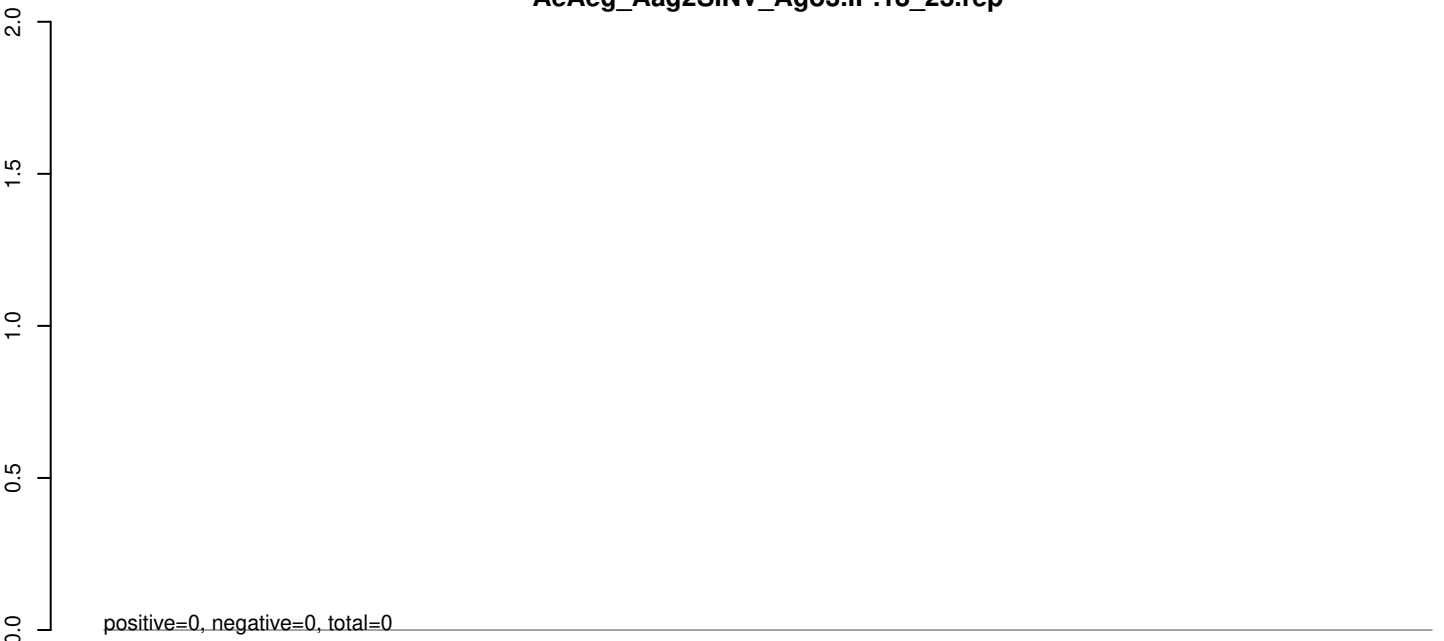 AeAeg_Aag2SINV_Ago3.IP.18_23.rep
2.0
1.5
1.0
0.5
0.0
positive=0, negative=0, total=0